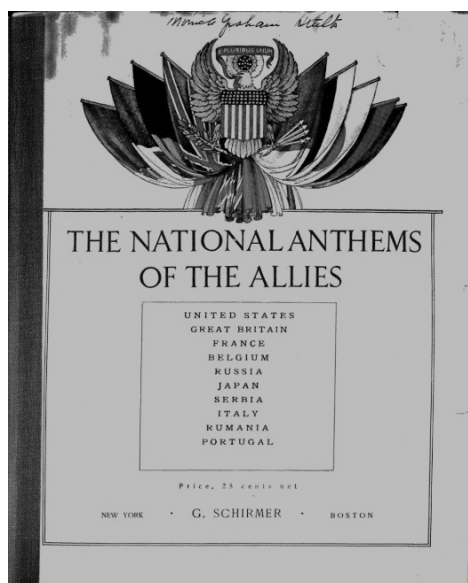 Graham
E PLURIBUS UNUM
THE NATIONAL ANTHEMS
OF THE ALLIES
UNITED STATES
GREAT BRITAIN
FRANCE
BELGIUM
RUSSIA
JAPAN
SERBIA
ITALY
RUMANIA
PORTUGAL
Price, 25 cents net
NEW YORK · G. SCHIRMER · BOSTON